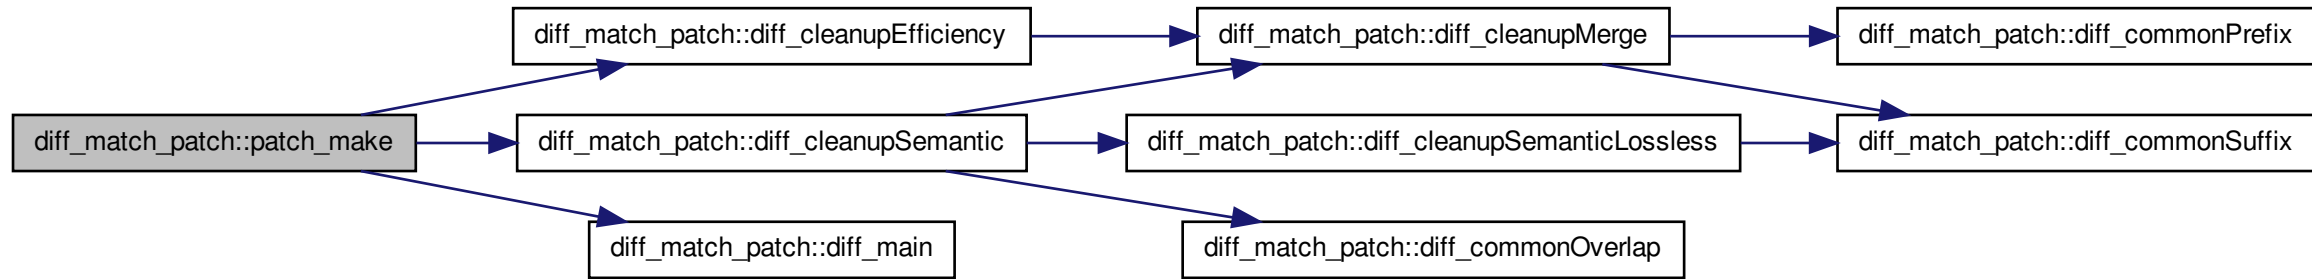 diff_match_patch::patch_make
diff_match_patch::diff_cleanupEfficiency
diff_match_patch::diff_cleanupSemantic
diff_match_patch::diff_main
diff_match_patch::diff_cleanupMerge
diff_match_patch::diff_cleanupSemanticLossless
diff_match_patch::diff_commonOverlap
diff_match_patch::diff_commonPrefix
diff_match_patch::diff_commonSuffix